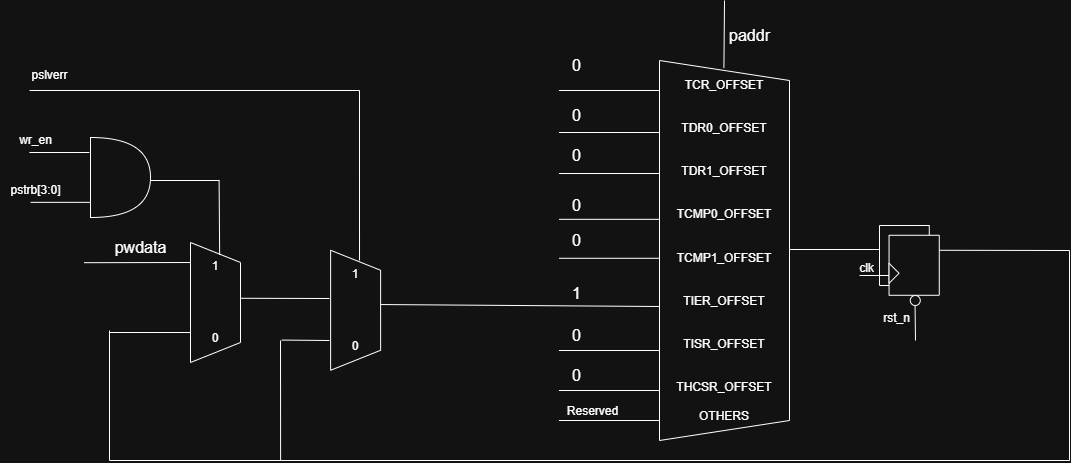 paddr
0
TCR_OFFSET
pslverr
0
TDR0_OFFSET
wr_en
0
TDR1_OFFSET
pstrb[3:0]
0
TCMP0_OFFSET
pwdata
0
TCMP1_OFFSET
1
1
clk
1
TIER_OFFSET
rst_n
0
0
0
TISR_OFFSET
0
THCSR_OFFSET
Reserved
OTHERS